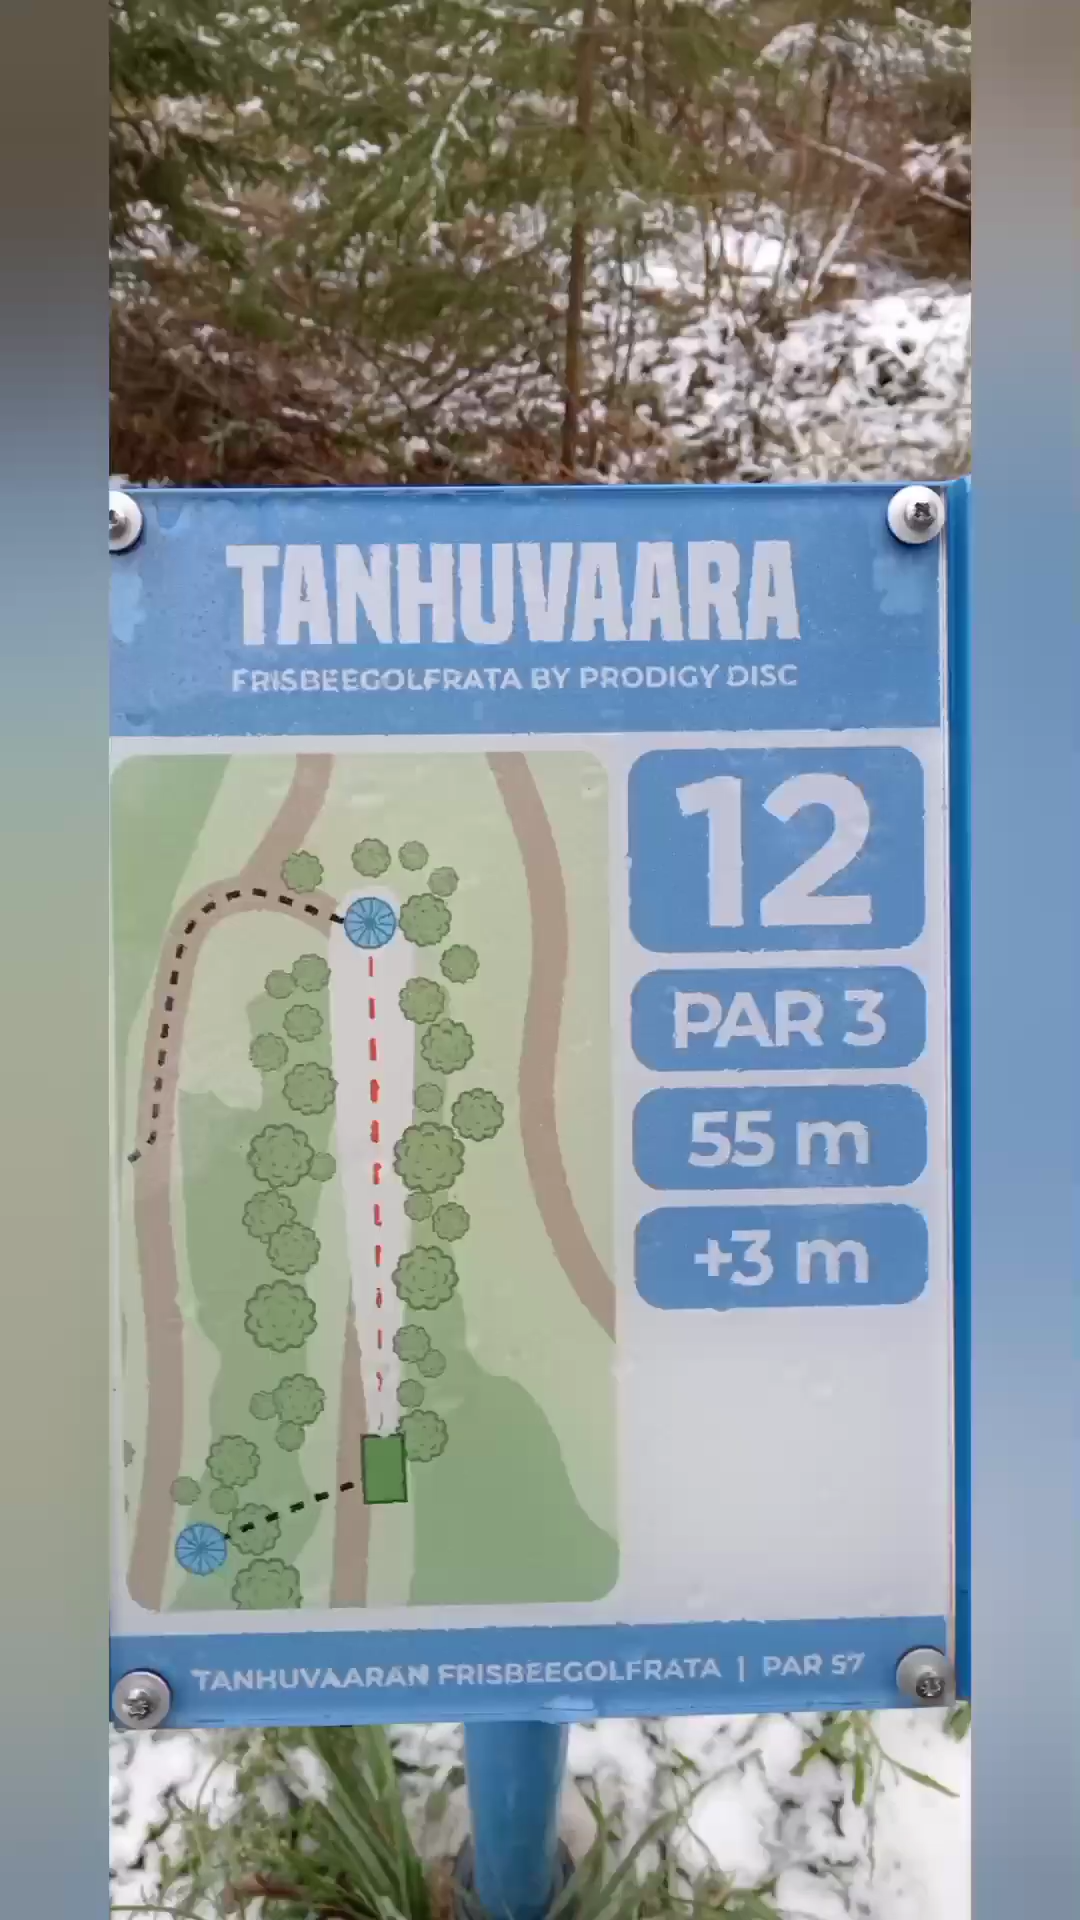 TANHUVAARA
FRISBEEGOLFRATA BY PRODIGY DISC
12
PAR 3
55 m
+3 m
TANHUVAARAN FRISBEEGOLFRATA | PAR 57